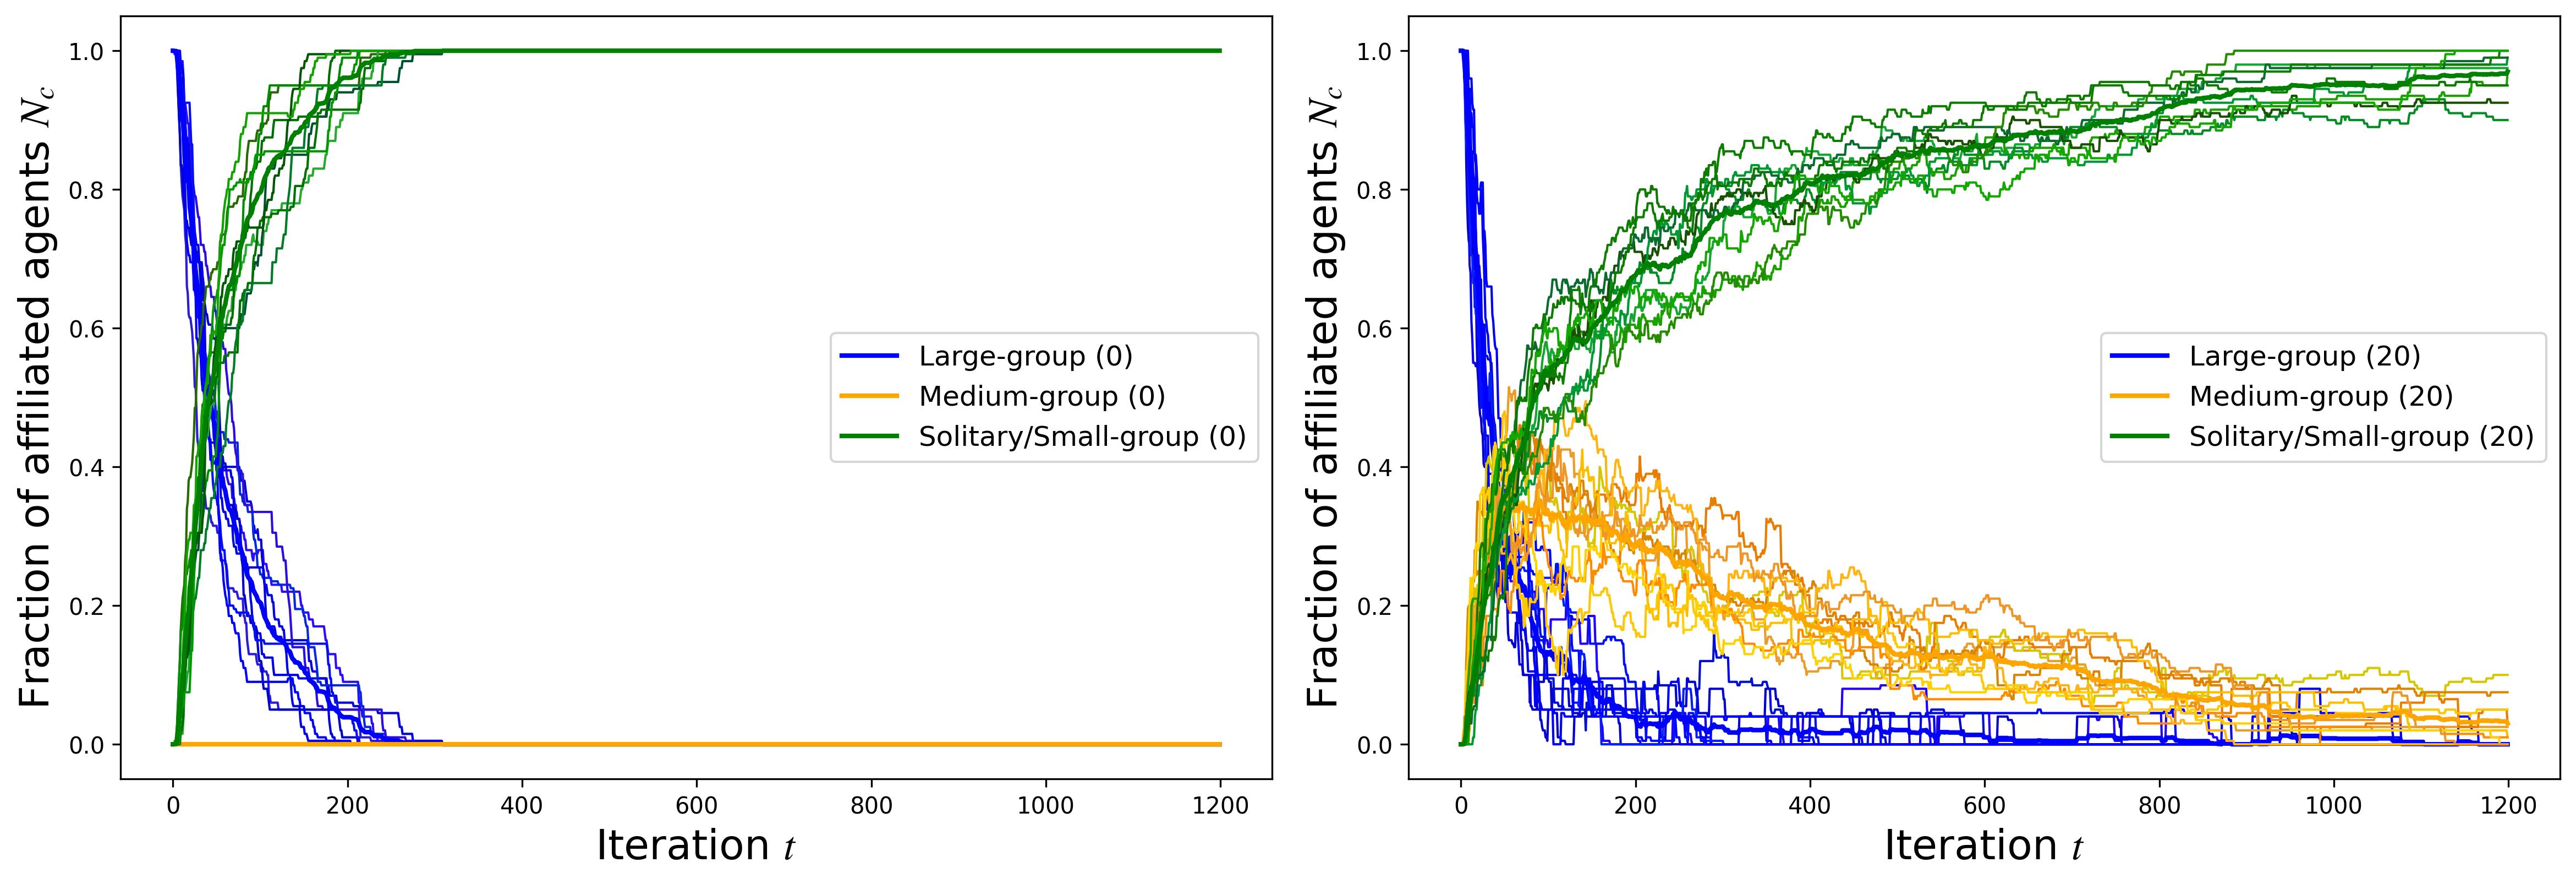 Fraction of affiliated agents N_c
1.0
0.8
0.6
0.4
0.2
0.0
Large-group (0)
Medium-group (0)
Solitary/Small-group (0)
0 200 400 600 800 1000 1200
Iteration t
Fraction of affiliated agents N_c
1.0
0.8
0.6
0.4
0.2
0.0
Large-group (20)
Medium-group (20)
Solitary/Small-group (20)
0 200 400 600 800 1000 1200
Iteration t